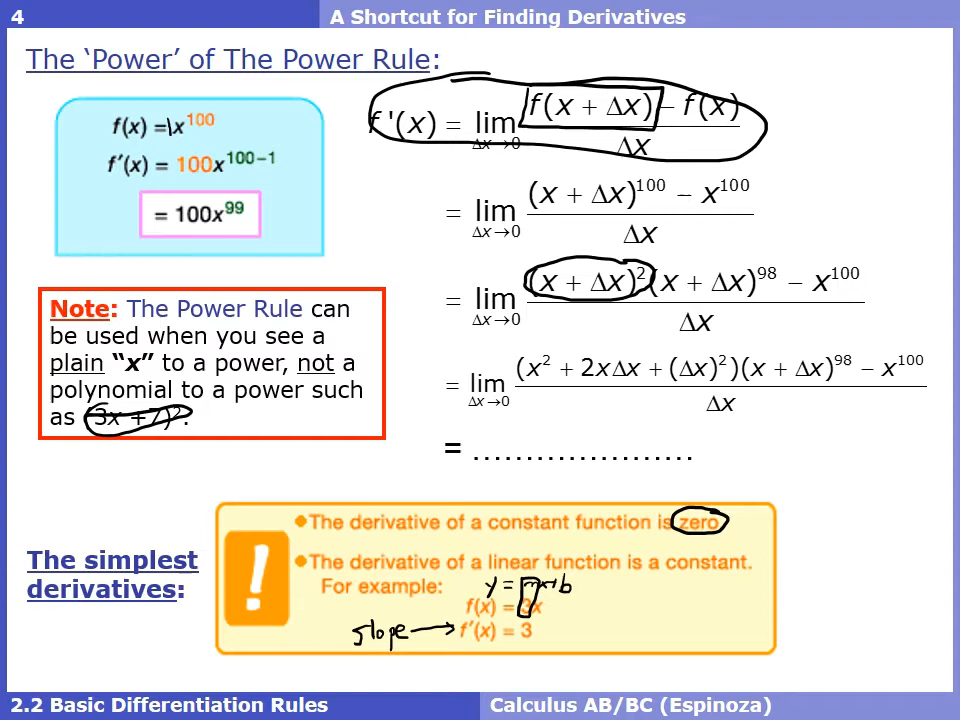 4 A Shortcut for Finding Derivatives
The ‘Power’ of The Power Rule:
f(x) = x^100
f′(x) = 100x^100−1
= 100x^99
f '(x) = lim Δx→0 (f(x + Δx) − f(x)) / Δx
= lim Δx→0 ((x + Δx)^100 − x^100) / Δx
= lim Δx→0 ((x + Δx)^2 (x + Δx)^98 − x^100) / Δx
= lim Δx→0 ((x^2 + 2xΔx + (Δx)^2)(x + Δx)^98 − x^100) / Δx
= .....................
Note: The Power Rule can
be used when you see a
plain “x” to a power, not a
polynomial to a power such
as (3x +7)^2.
The simplest
derivatives:
!
●The derivative of a constant function is zero.
●The derivative of a linear function is a constant.
For example:
y = mx+b
f(x) = 3x
slope → f′(x) = 3
2.2 Basic Differentiation Rules Calculus AB/BC (Espinoza)